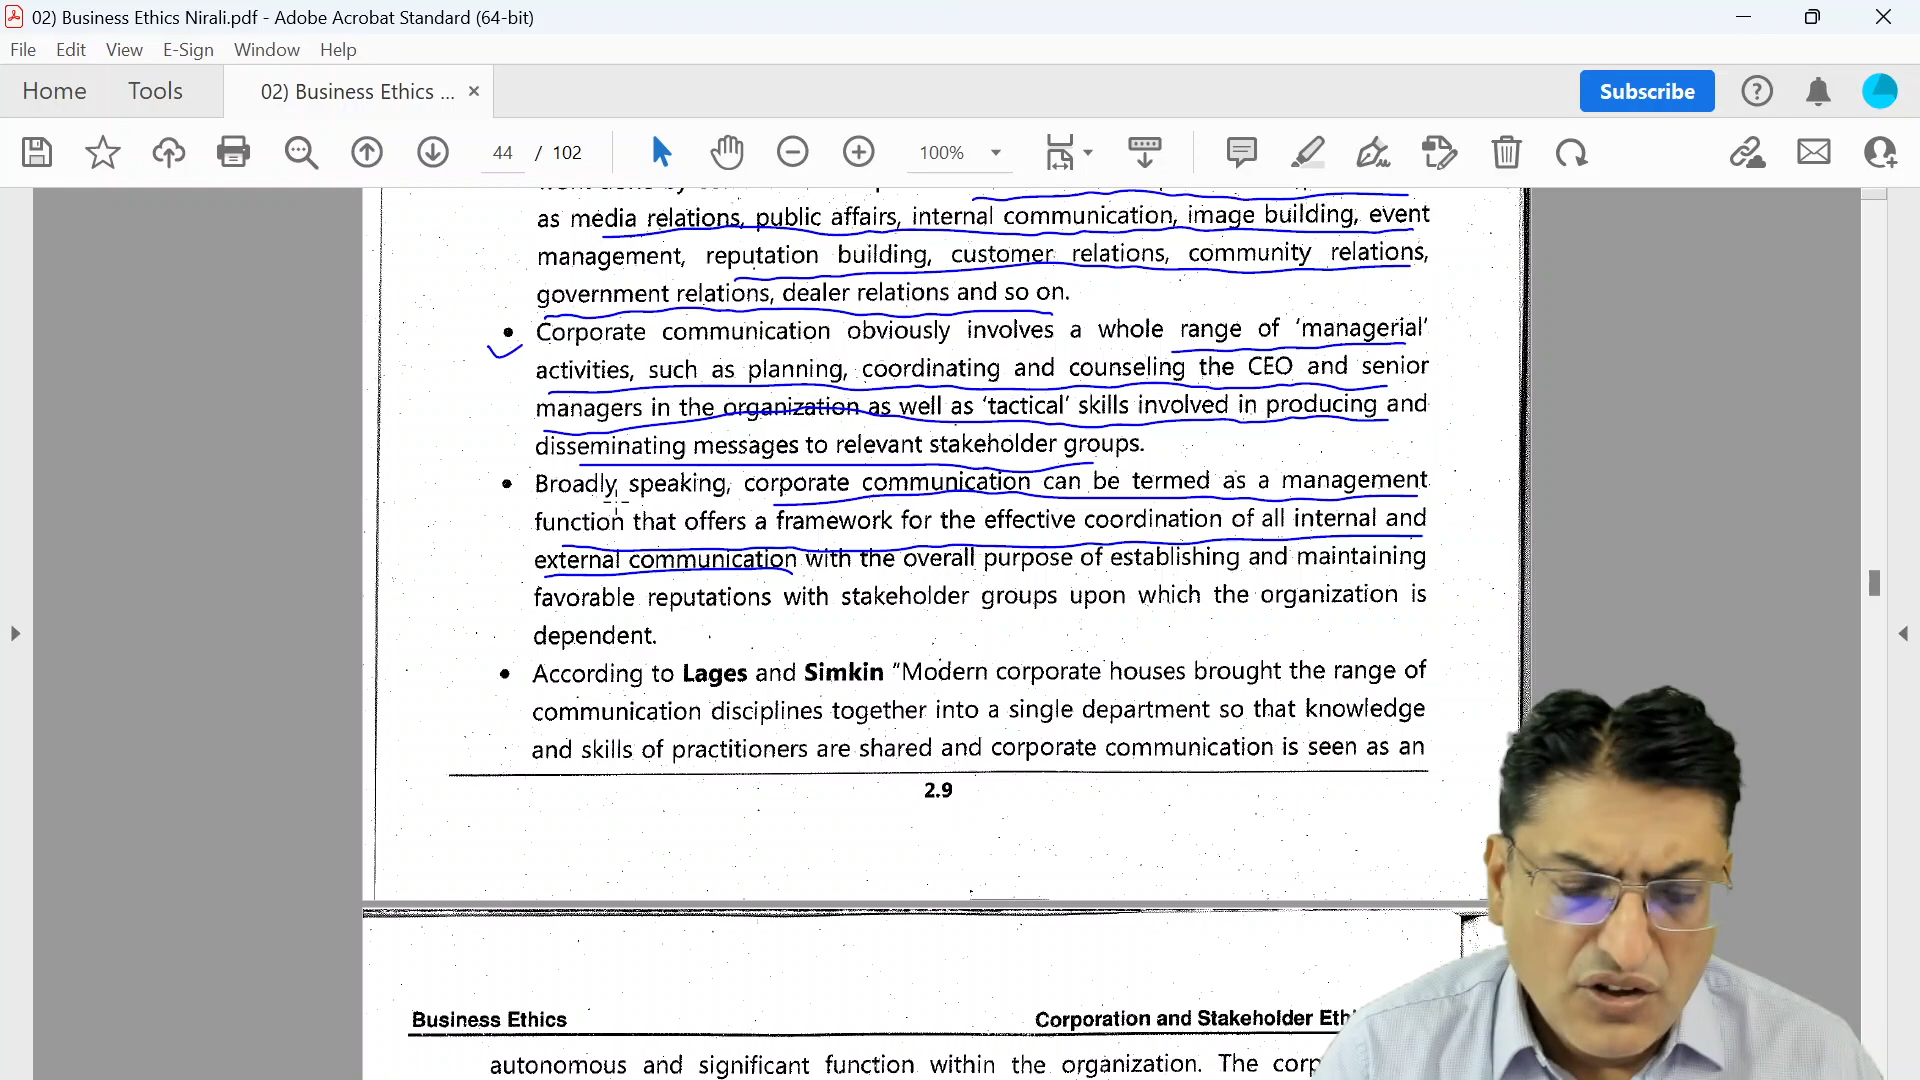 02) Business Ethics Nirali.pdf - Adobe Acrobat Standard (64-bit)
File Edit View E-Sign Window Help
Home Tools 02) Business Ethics ... × Subscribe
44 / 102 100%
as media relations, public affairs, internal communication, image building, event
management, reputation building, customer relations, community relations,
government relations, dealer relations and so on.
• Corporate communication obviously involves a whole range of ‘managerial’
activities, such as planning, coordinating and counseling the CEO and senior
managers in the organization as well as ‘tactical’ skills involved in producing and
disseminating messages to relevant stakeholder groups.
• Broadly speaking, corporate communication can be termed as a management
function that offers a framework for the effective coordination of all internal and
external communication with the overall purpose of establishing and maintaining
favorable reputations with stakeholder groups upon which the organization is
dependent.
• According to Lages and Simkin “Modern corporate houses brought the range of
communication disciplines together into a single department so that knowledge
and skills of practitioners are shared and corporate communication is seen as an
2.9
Business Ethics Corporation and Stakeholder Eth
autonomous and significant function within the organization. The corp